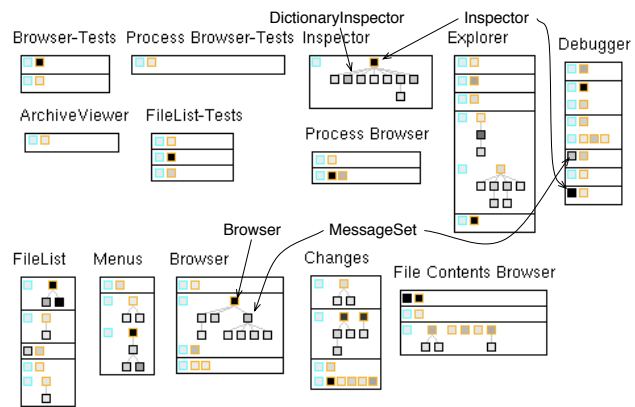 DictionaryInspector
Inspector
Browser-Tests
Process Browser-Tests
Inspector
Explorer
Debugger
ArchiveViewer
FileList-Tests
Process Browser
Browser
MessageSet
FileList
Menus
Browser
Changes
File Contents Browser